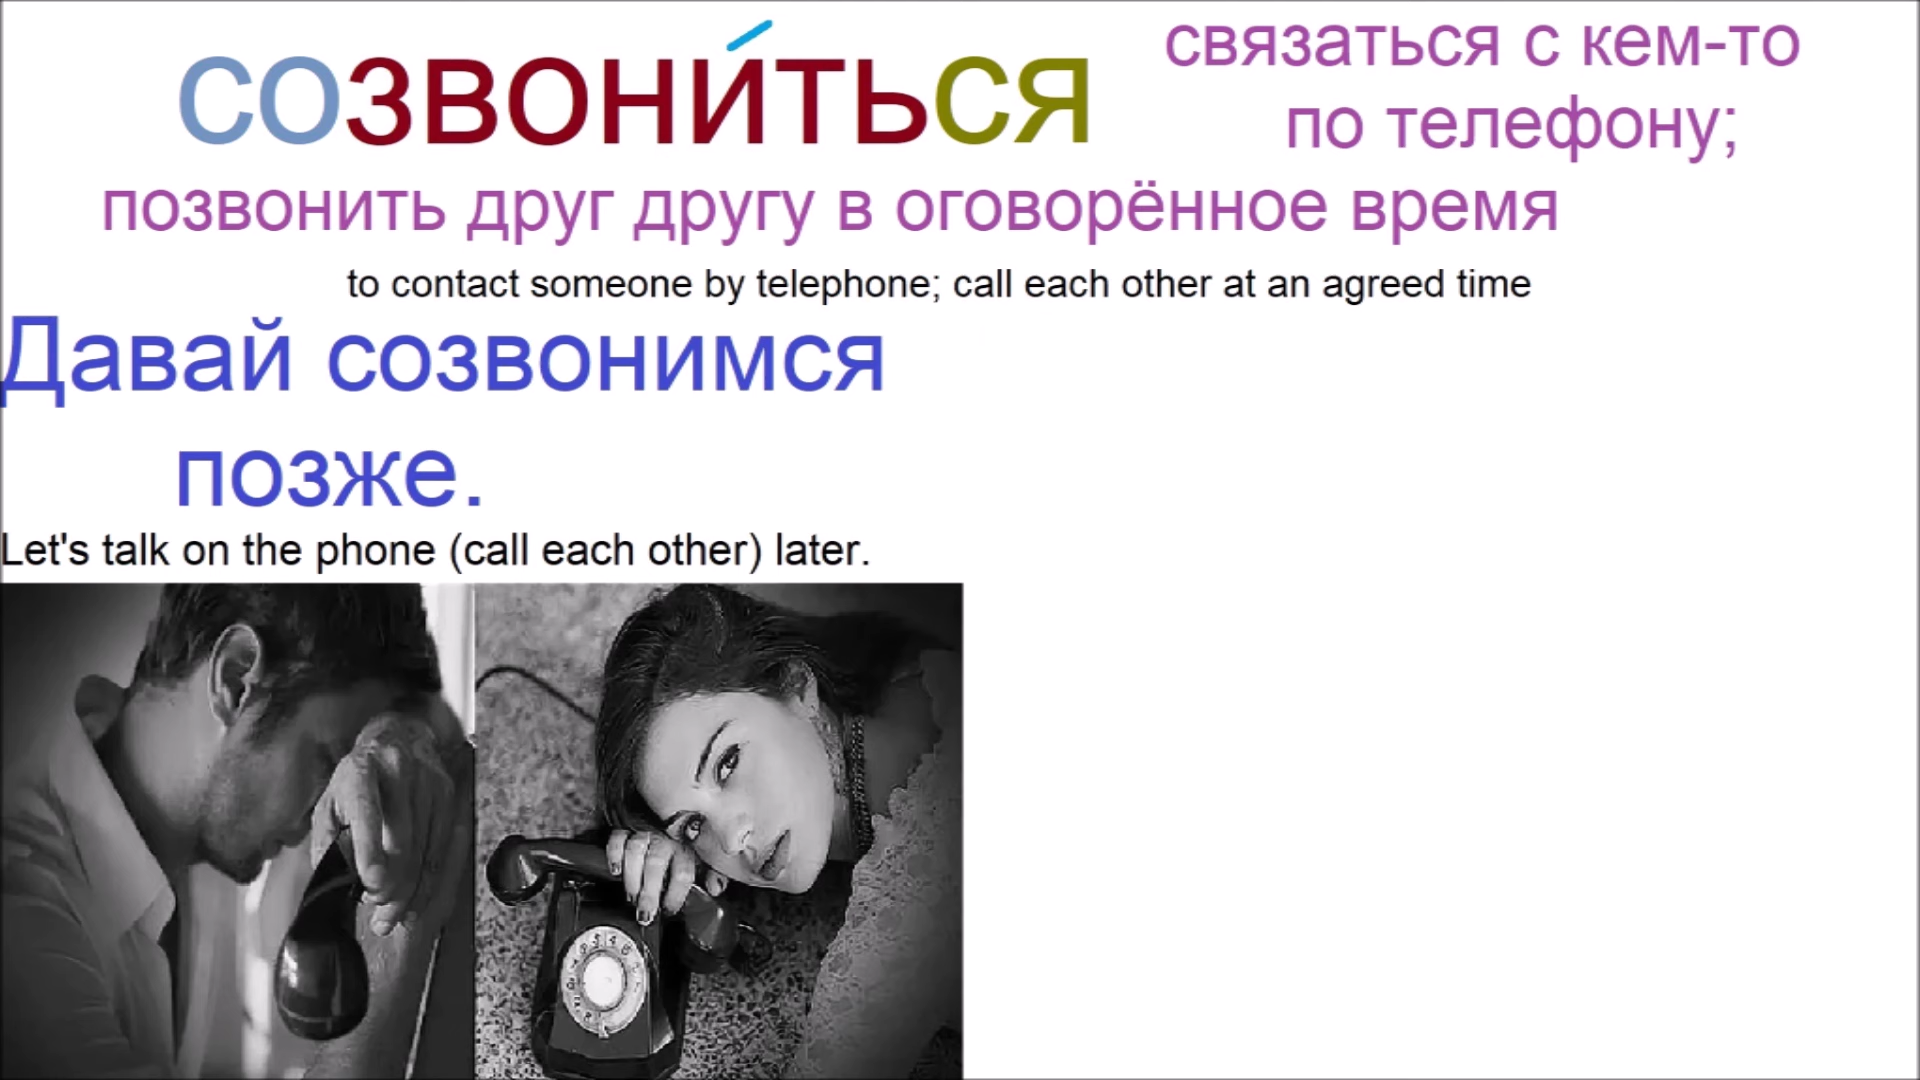 созвони́ться
связаться с кем-то
по телефону;
позвонить друг другу в оговорённое время
to contact someone by telephone; call each other at an agreed time
Давай созвонимся
позже.
Let's talk on the phone (call each other) later.